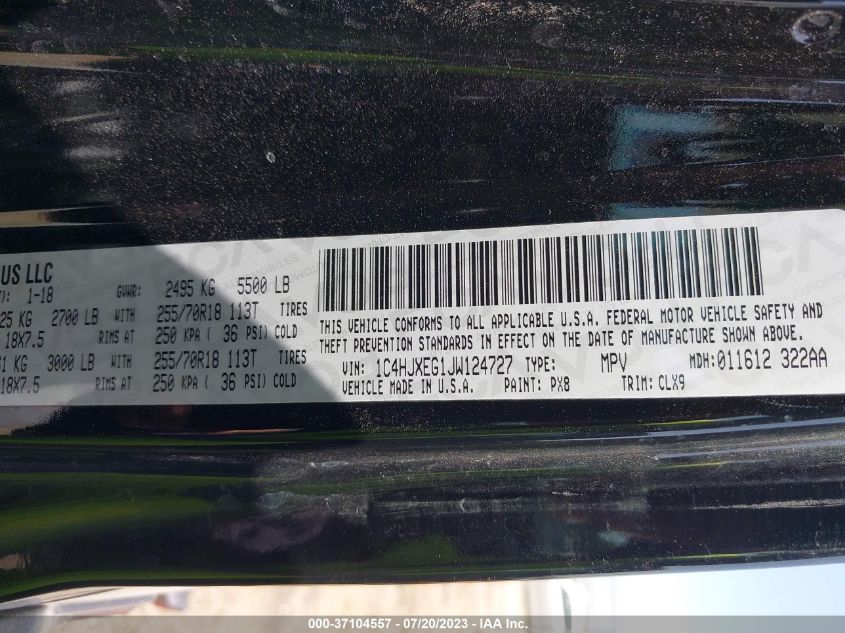 US LLC
1-18 GVWR: 2495 KG 5500 LB
25 KG 2700 LB WITH 255/70R18 113T TIRES
18X7.5 RIMS AT 250 KPA ( 36 PSI) COLD
61 KG 3000 LB WITH 255/70R18 113T TIRES
18X7.5 RIMS AT 250 KPA ( 36 PSI) COLD
THIS VEHICLE CONFORMS TO ALL APPLICABLE U.S.A. FEDERAL MOTOR VEHICLE SAFETY AND
THEFT PREVENTION STANDARDS IN EFFECT ON THE DATE OF MANUFACTURE SHOWN ABOVE.
VIN: 1C4HJXEG1JW124727 TYPE: MPV MDH:011612 322AA
VEHICLE MADE IN U.S.A. PAINT: PX8 TRIM: CLX9
000-37104557 - 07/20/2023 - IAA Inc.